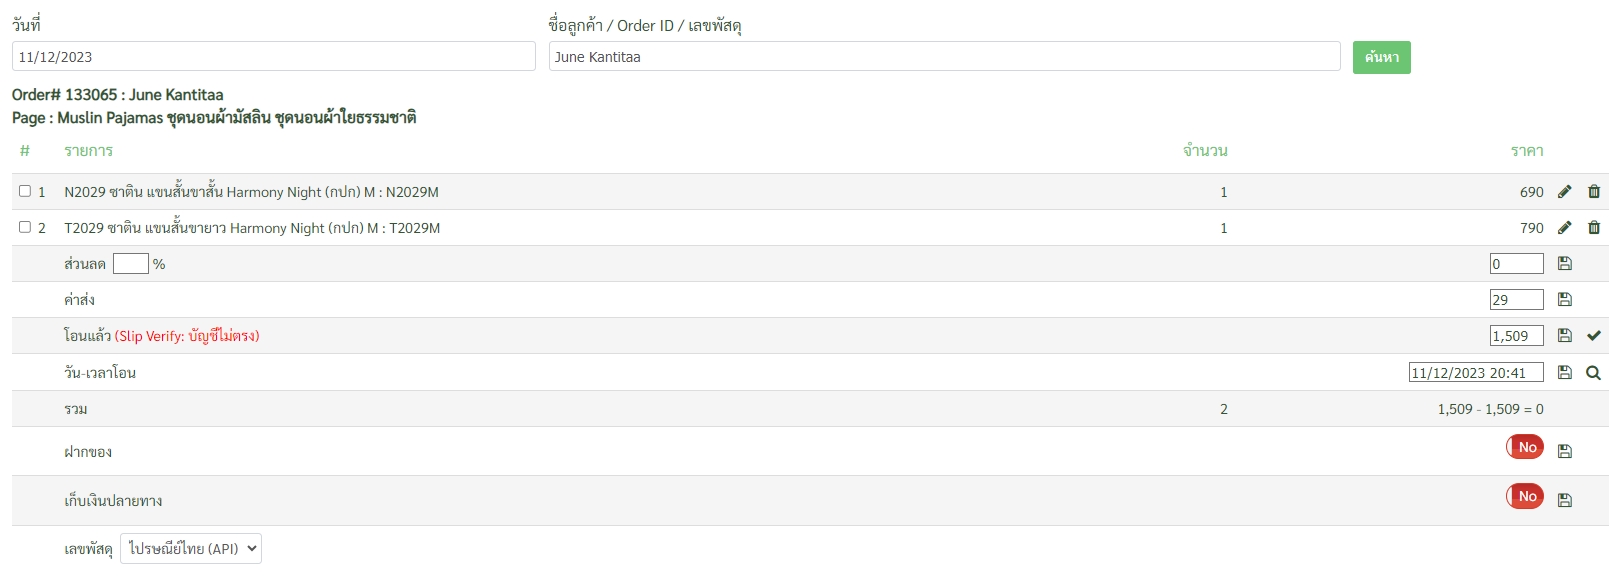 วันที่ ชื่อลูกค้า / Order ID / เลขพัสดุ
11/12/2023 June Kantitaa ค้นหา
Order# 133065 : June Kantitaa
Page : Muslin Pajamas ชุดนอนผ้ามัสลิน ชุดนอนผ้าใยธรรมชาติ
# รายการ จำนวน ราคา
1 N2029 ซาติน แขนสั้นขาสั้น Harmony Night (กปก) M : N2029M 1 690
2 T2029 ซาติน แขนสั้นขายาว Harmony Night (กปก) M : T2029M 1 790
ส่วนลด % 0
ค่าส่ง 29
โอนแล้ว (Slip Verify: บัญชีไม่ตรง) 1,509
วัน-เวลาโอน 11/12/2023 20:41
รวม 2 1,509 - 1,509 = 0
ฝากของ No
เก็บเงินปลายทาง No
เลขพัสดุ ไปรษณีย์ไทย (API)